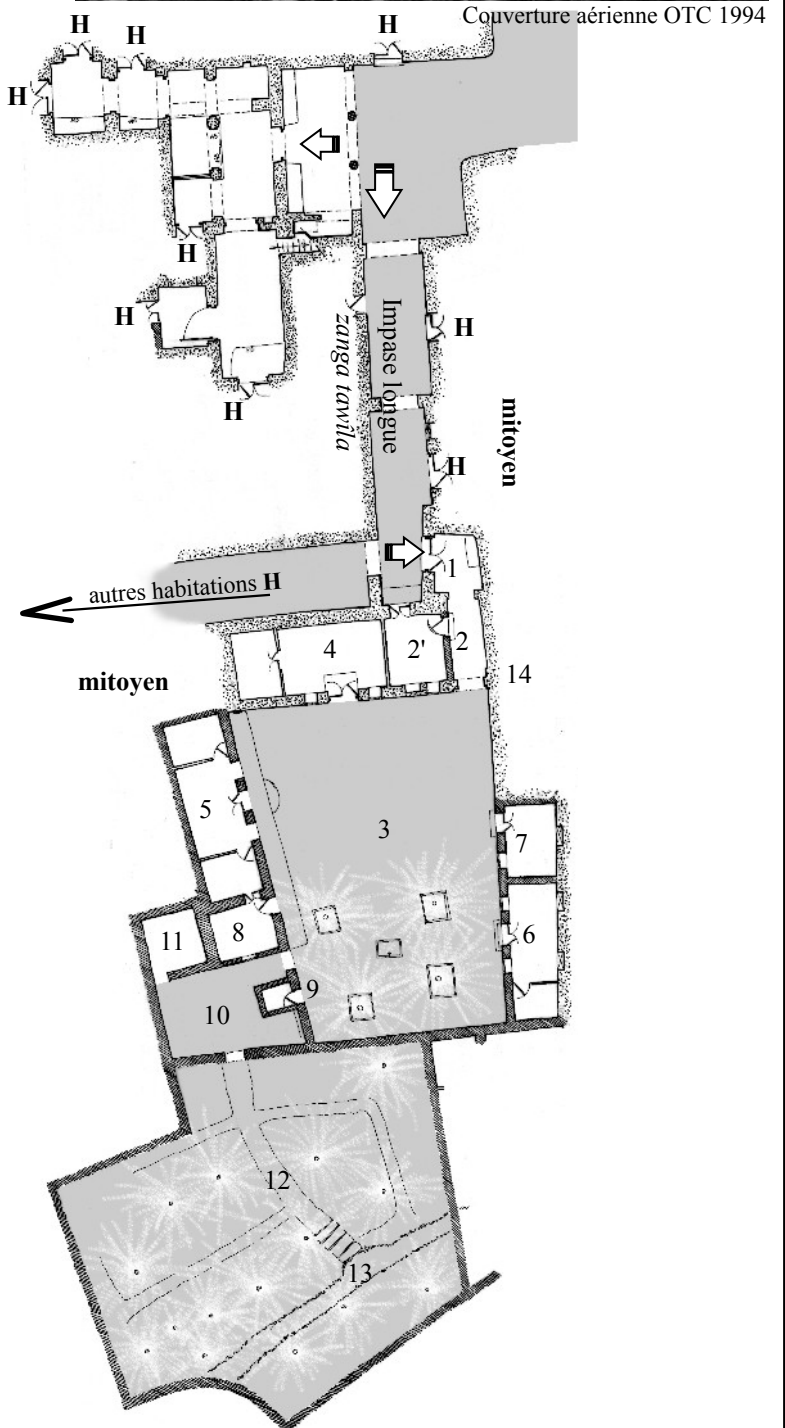 Couverture aérienne OTC 1994
H
H
H
H
H
H
H
H
Impase longue
zanga tawila
H
mitoyen
H
1
autres habitations H
2
2'
4
14
mitoyen
3
5
7
6
8
11
9
10
12
13